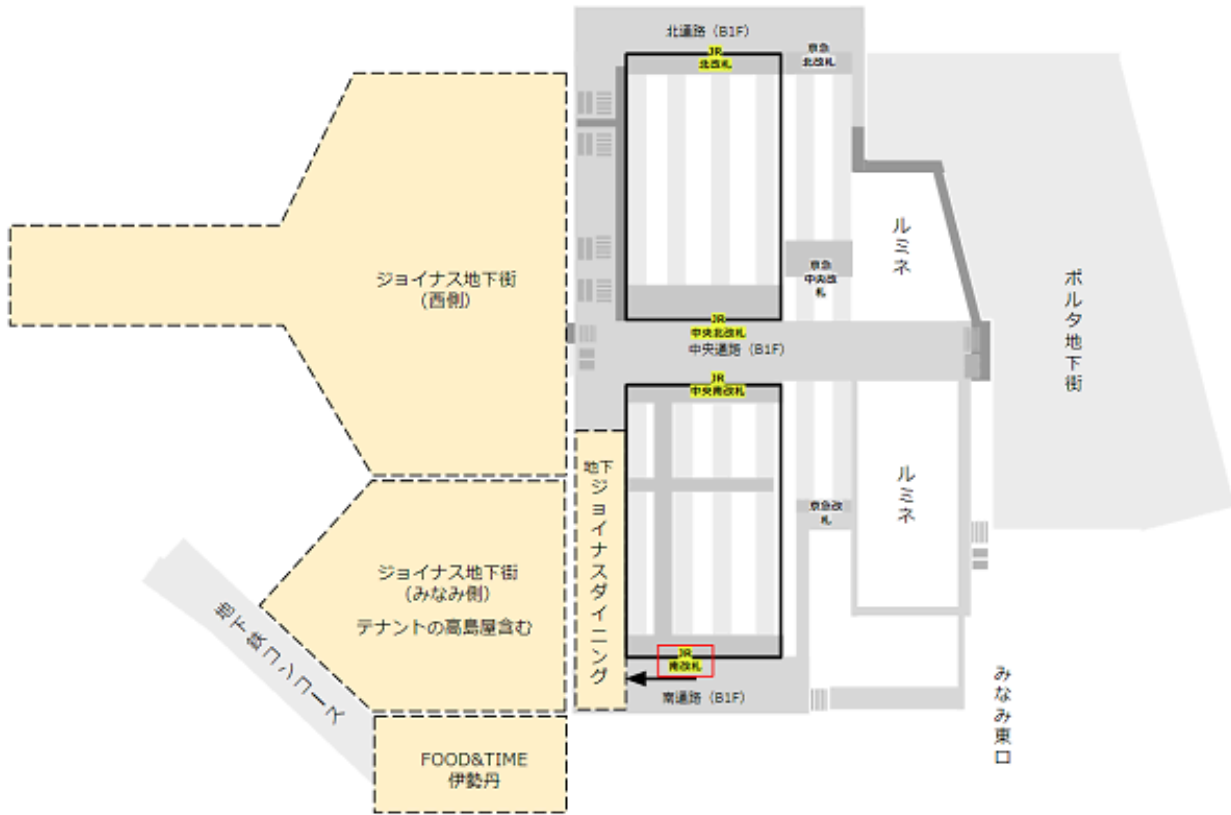 北通路（B1F）
JR
北改札
京急
北改札
ルミネ
京急
中央改
札
ポルタ地下街
ジョイナス地下街
(西側)
JR
中央北改札
中央通路（B1F）
JR
中央南改札
地下
ジョイナスダイニング
ルミネ
京急改
札
ジョイナス地下街
(みなみ側)
テナントの高島屋含む
地下鉄コンコース
JR
南改札
南通路（B1F）
みなみ東口
FOOD&TIME
伊勢丹